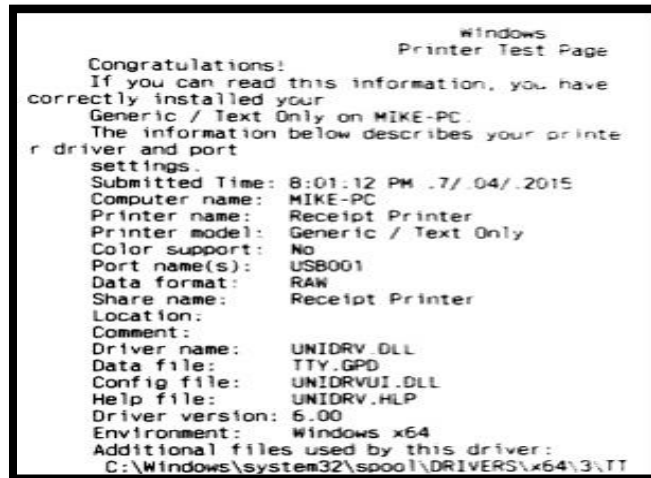 Windows
Printer Test Page
Congratulations!
If you can read this information, you have
correctly installed your
Generic / Text Only on MIKE-PC.
The information below describes your printe
r driver and port
settings.
Submitted Time: 8:01:12 PM .7/.04/.2015
Computer name: MIKE-PC
Printer name: Receipt Printer
Printer model: Generic / Text Only
Color support: No
Port name(s): USB001
Data format: RAW
Share name: Receipt Printer
Location:
Comment:
Driver name: UNIDRV.DLL
Data file: TTY.GPD
Config file: UNIDRVUI.DLL
Help file: UNIDRV.HLP
Driver version: 6.00
Environment: Windows x64
Additional files used by this driver:
C:\Windows\system32\spool\DRIVERS\x64\3\TT